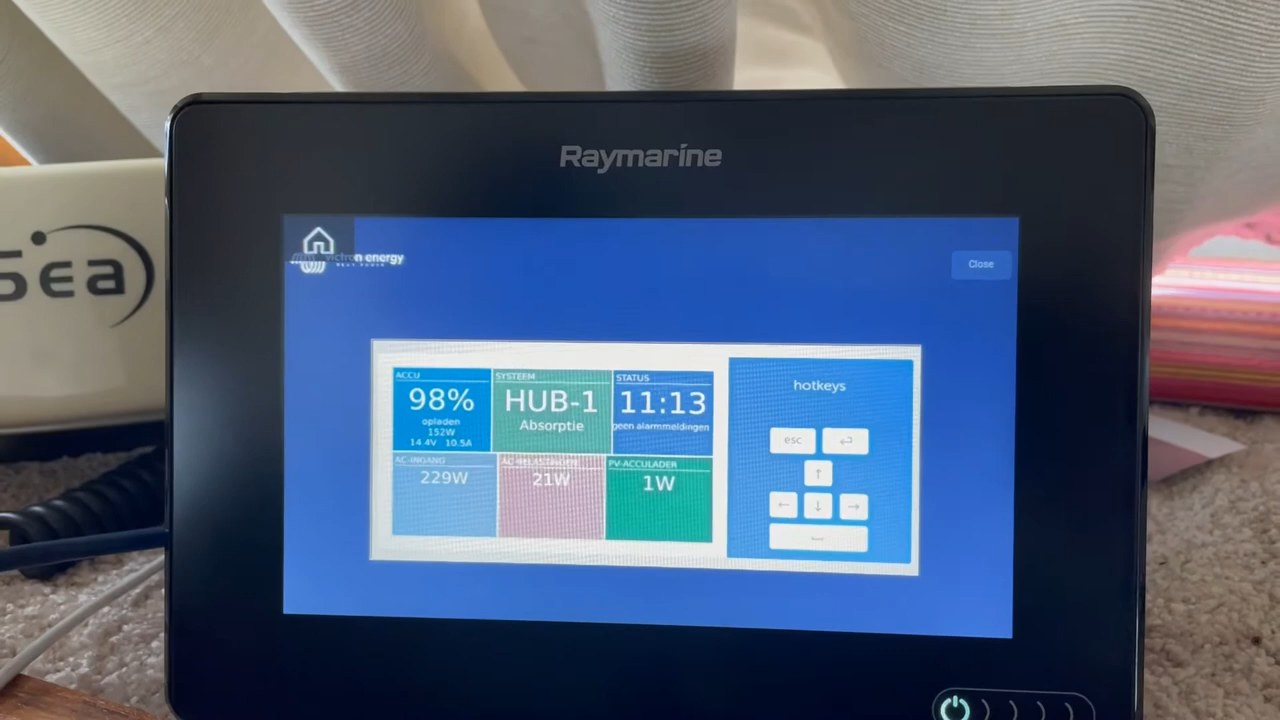 Raymarine
sea
victron energy
Close
ACCU
98%
opladen
152W
14.4V 10.5A
SYSTEEM
HUB-1
Absorptie
STATUS
11:13
geen alarmmeldingen
AC-INGANG
229W
21W
PV-ACCULADER
1W
hotkeys
esc